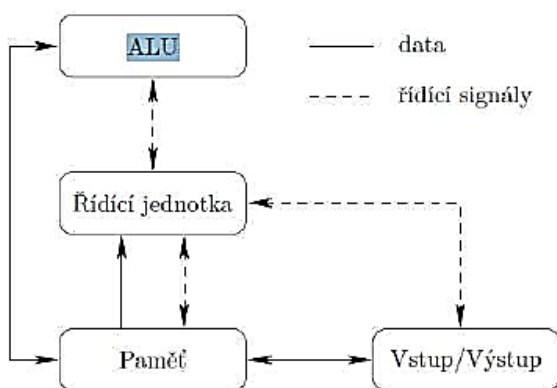 ALU
data
řídící signály
Řídící jednotka
Paměť
Vstup/Výstup